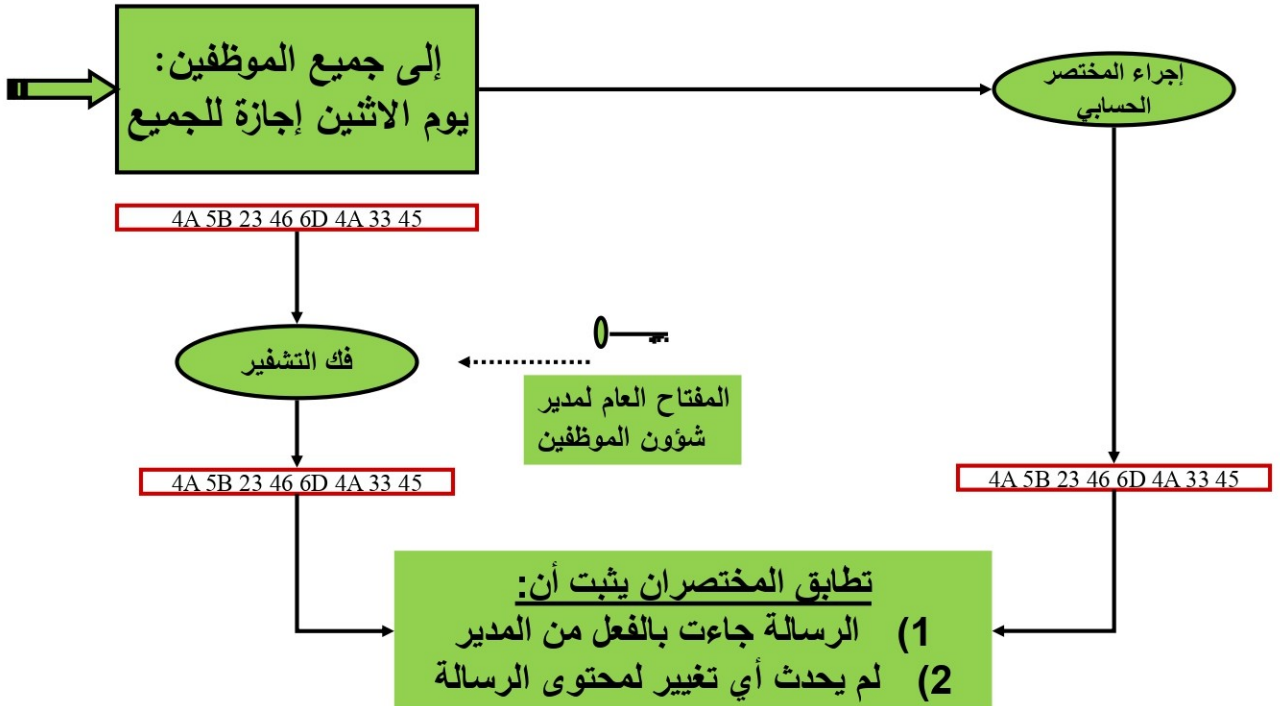 إلى جميع الموظفين:
يوم الاثنين إجازة للجميع
إجراء المختصر
الحسابي
4A 5B 23 46 6D 4A 33 45
فك التشفير
المفتاح العام لمدير
شؤون الموظفين
4A 5B 23 46 6D 4A 33 45
4A 5B 23 46 6D 4A 33 45
تطابق المختصران يثبت أن:
1) الرسالة جاءت بالفعل من المدير
2) لم يحدث أي تغيير لمحتوى الرسالة